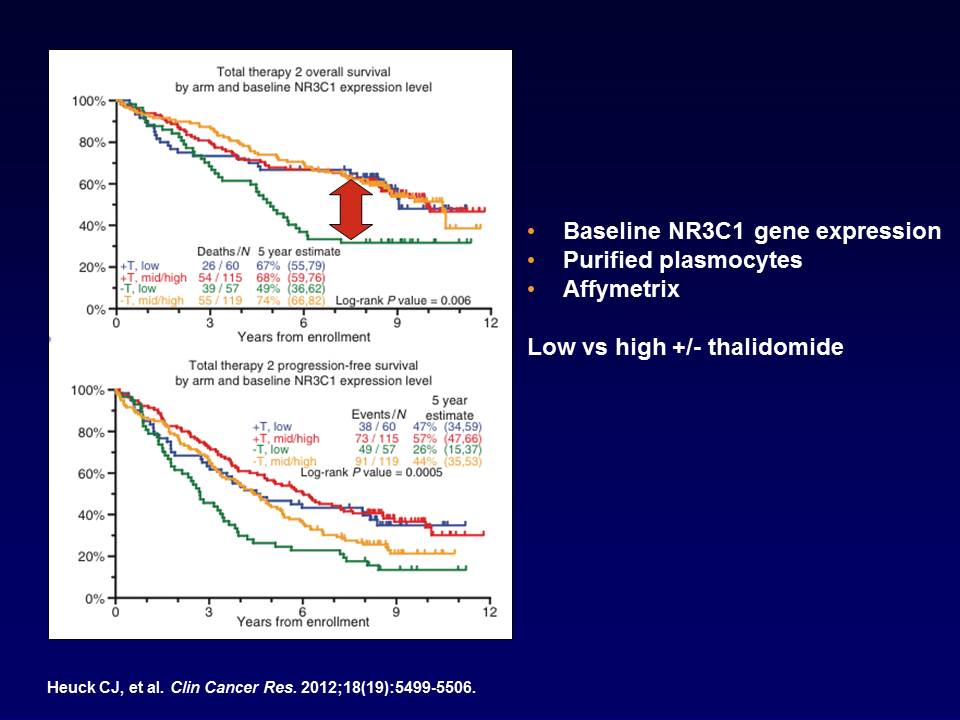 Total therapy 2 overall survival
by arm and baseline NR3C1 expression level
100%
80%
60%
40%
20%
0%
Deaths/N 5 year estimate
+T, low 26 / 60 67% (55,79)
+T, mid/high 54 / 115 68% (59,76)
-T, low 39 / 57 49% (36,62)
-T, mid/high 55 / 119 74% (66,82)
Log-rank P value = 0.006
0 3 6 9 12
Years from enrollment
Total therapy 2 progression-free survival
by arm and baseline NR3C1 expression level
100%
80%
60%
40%
20%
0%
5 year
Events/N estimate
+T, low 38 / 60 47% (34,59)
+T, mid/high 73 / 115 57% (47,66)
-T, low 49 / 57 26% (15,37)
-T, mid/high 91 / 119 44% (35,53)
Log-rank P value = 0.0005
0 3 6 9 12
Years from enrollment
• Baseline NR3C1 gene expression
• Purified plasmocytes
• Affymetrix
Low vs high +/- thalidomide
Heuck CJ, et al. Clin Cancer Res. 2012;18(19):5499-5506.